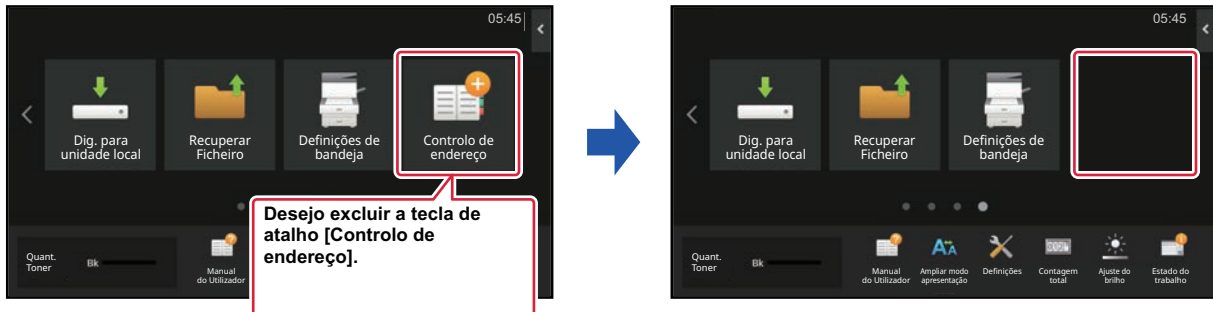 05:45
Dig. para
unidade local
Recuperar
Ficheiro
Definições de
bandeja
Controlo de
endereço
Desejo excluir a tecla de
atalho [Controlo de
endereço].
Quant.
Toner
Bk
Manual
do Utilizador
05:45
Dig. para
unidade local
Recuperar
Ficheiro
Definições de
bandeja
Quant.
Toner
Bk
Manual
do Utilizador
Ampliar modo
apresentação
Definições
Contagem
total
Ajuste do
brilho
Estado do
trabalho